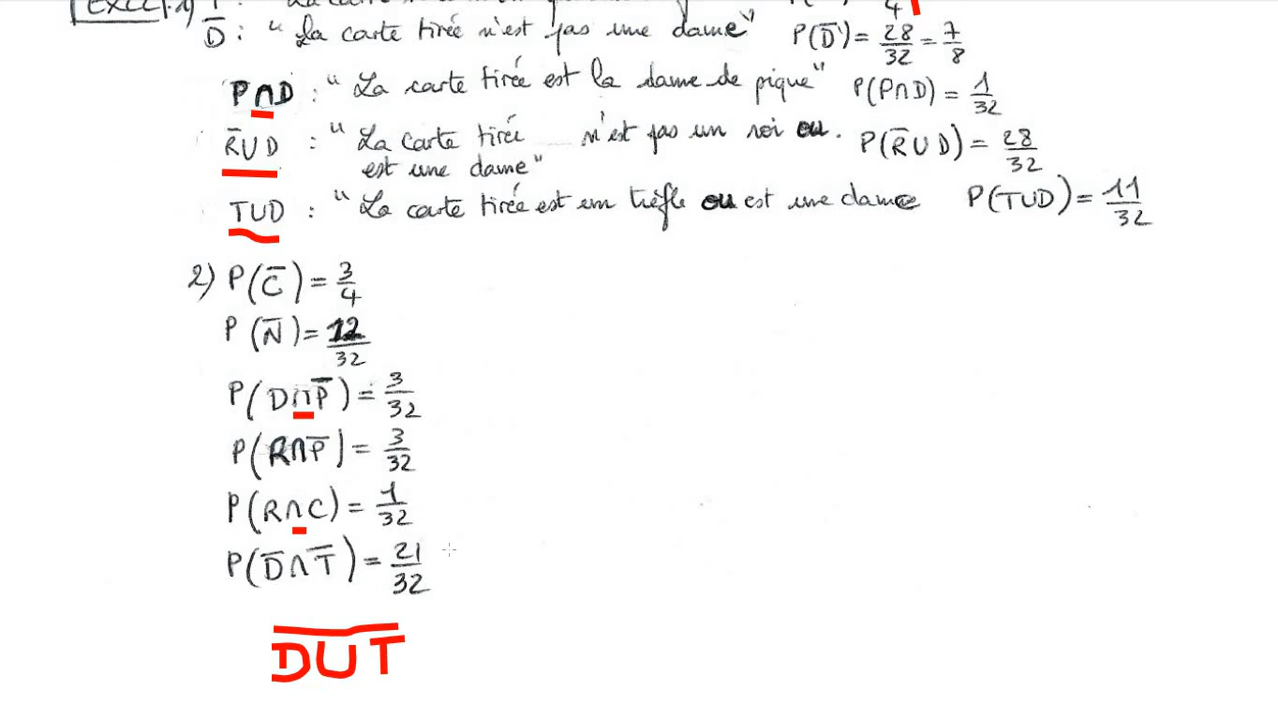 D̅ : " La carte tirée n'est pas une dame" P(D̅) = 28/32 = 7/8
P∩D : " La carte tirée est la dame de pique" P(P∩D) = 1/32
R̅∪D : " La carte tirée n'est pas un roi ou. P(R̅∪D) = 28/32
est une dame"
T∪D : " La carte tirée est un trèfle ou est une dame P(T∪D) = 11/32
2) P(C̅) = 3/4
P(N̅) = 12/32
P(D∩P̅) = 3/32
P(R∩P̅) = 3/32
P(R∩C) = 1/32
P(D̅∩T̅) = 21/32
D̅U̅T̅